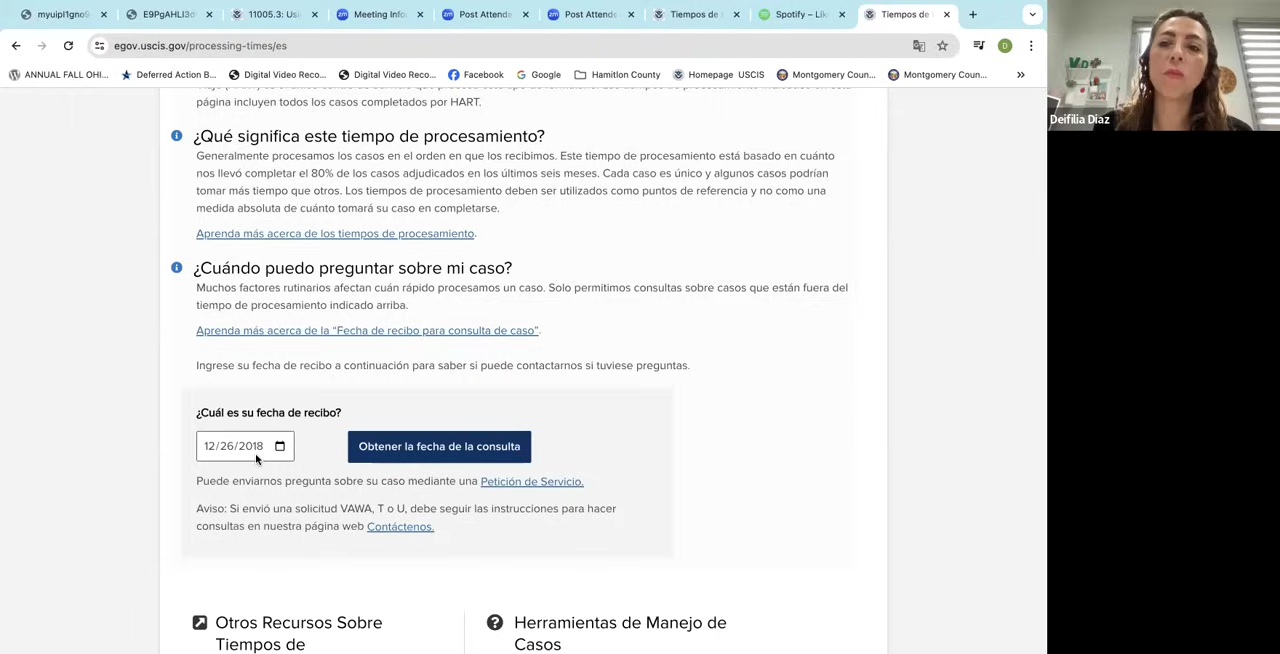 myuipl1gno9
E9PgAHLI3d
11005.3: Usi
Meeting Info.
Post Attende
Post Attende
Tiempos de
Spotify – Lik
Tiempos de
egov.uscis.gov/processing-times/es
D
ANNUAL FALL OHI...
Deferred Action B...
Digital Video Reco...
Digital Video Reco...
Facebook
Google
Hamitlon County
Homepage USCIS
Montgomery Coun...
Montgomery Coun...
»
página incluyen todos los casos completados por HART.
¿Qué significa este tiempo de procesamiento?
Generalmente procesamos los casos en el orden en que los recibimos. Este tiempo de procesamiento está basado en cuánto
nos llevó completar el 80% de los casos adjudicados en los últimos seis meses. Cada caso es único y algunos casos podrían
tomar más tiempo que otros. Los tiempos de procesamiento deben ser utilizados como puntos de referencia y no como una
medida absoluta de cuánto tomará su caso en completarse.
Aprenda más acerca de los tiempos de procesamiento.
¿Cuándo puedo preguntar sobre mi caso?
Muchos factores rutinarios afectan cuán rápido procesamos un caso. Solo permitimos consultas sobre casos que están fuera del
tiempo de procesamiento indicado arriba.
Aprenda más acerca de la “Fecha de recibo para consulta de caso”.
Ingrese su fecha de recibo a continuación para saber si puede contactarnos si tuviese preguntas.
¿Cuál es su fecha de recibo?
12/26/2018
Obtener la fecha de la consulta
Puede enviarnos pregunta sobre su caso mediante una Petición de Servicio.
Aviso: Si envió una solicitud VAWA, T o U, debe seguir las instrucciones para hacer
consultas en nuestra página web Contáctenos.
Otros Recursos Sobre
Tiempos de
Herramientas de Manejo de
Casos
Deifilia Diaz